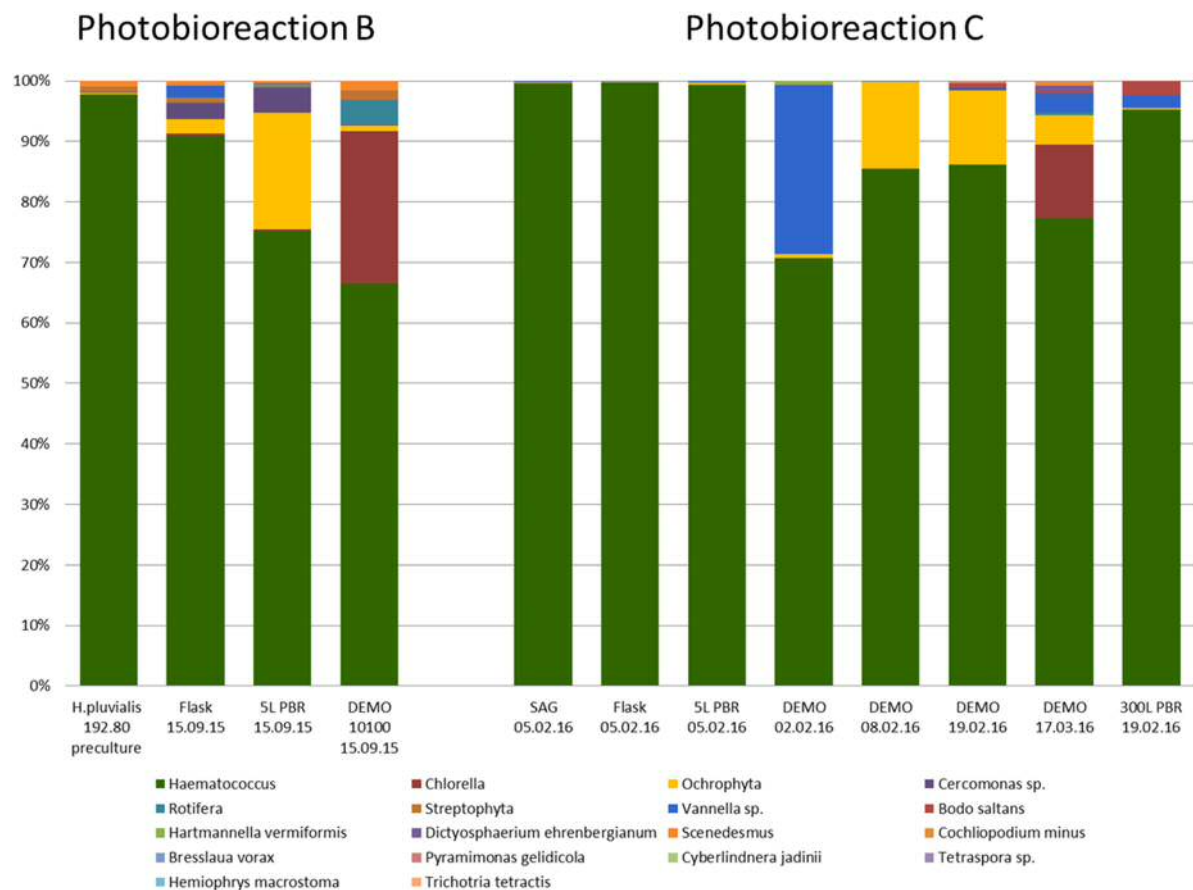 Photobioreaction B
Photobioreaction C
100%
90%
80%
70%
60%
50%
40%
30%
20%
10%
0%
H.pluvialis
192.80
preculture
Flask
15.09.15
5L PBR
15.09.15
DEMO
10100
15.09.15
SAG
05.02.16
Flask
05.02.16
5L PBR
05.02.16
DEMO
02.02.16
DEMO
08.02.16
DEMO
19.02.16
DEMO
17.03.16
300L PBR
19.02.16
Haematococcus
Chlorella
Ochrophyta
Cercomonas sp.
Rotifera
Streptophyta
Vannella sp.
Bodo saltans
Hartmannella vermiformis
Dictyosphaerium ehrenbergianum
Scenedesmus
Cochliopodium minus
Bresslaua vorax
Pyramimonas gelidicola
Cyberlindnera jadinii
Tetraspora sp.
Hemiophrys macrostoma
Trichotria tetractis